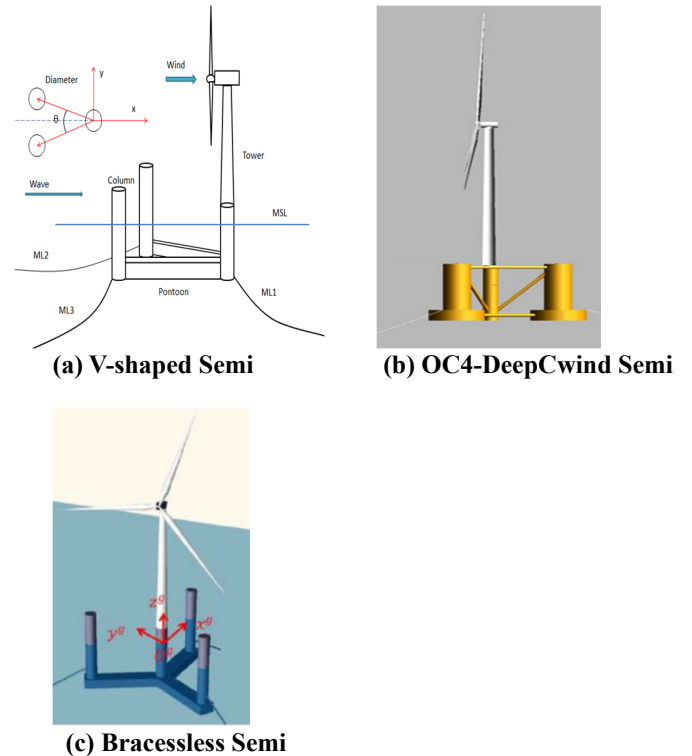 Wind
Diameter
y
x
θ
Tower
Wave
Column
MSL
ML2
Pontoon
ML3
ML1
(a) V-shaped Semi
(b) OC4-DeepCwind Semi
z^g
y^g
x^g
(c) Bracessless Semi